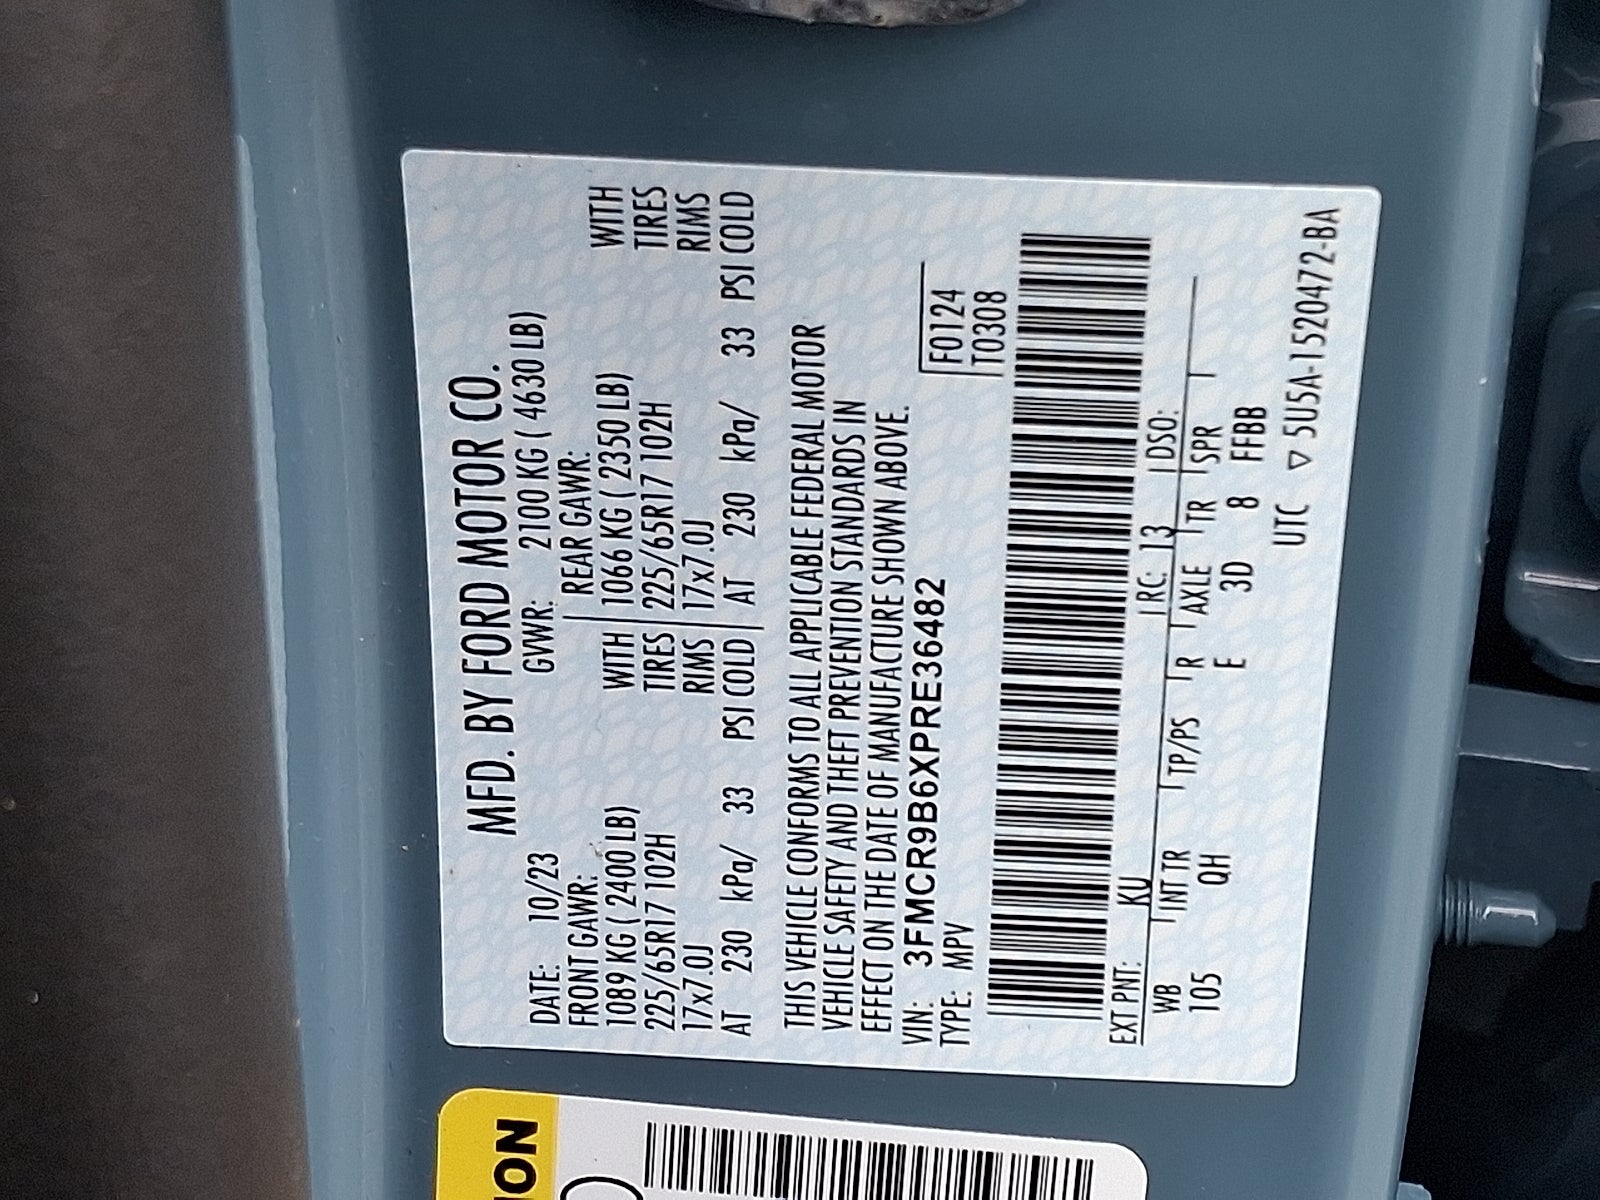 MFD. BY FORD MOTOR CO.
DATE: 10/23 GVWR: 2100 KG ( 4630 LB)
FRONT GAWR: REAR GAWR:
1089 KG ( 2400 LB) WITH 1066 KG ( 2350 LB) WITH
225/65R17 102H TIRES 225/65R17 102H TIRES
17x7.0J RIMS 17x7.0J RIMS
AT 230 kPa/ 33 PSI COLD AT 230 kPa/ 33 PSI COLD
THIS VEHICLE CONFORMS TO ALL APPLICABLE FEDERAL MOTOR
VEHICLE SAFETY AND THEFT PREVENTION STANDARDS IN
EFFECT ON THE DATE OF MANUFACTURE SHOWN ABOVE.
VIN: 3FMCR9B6XPRE36482 F0124
TYPE: MPV T0308
EXT PNT: KU RC: 13 DSO:
WB INT TR TP/PS R AXLE TR SPR
105 QH E 3D 8 FFBB
UTC ▽ 5U5A-1520472-BA
ION